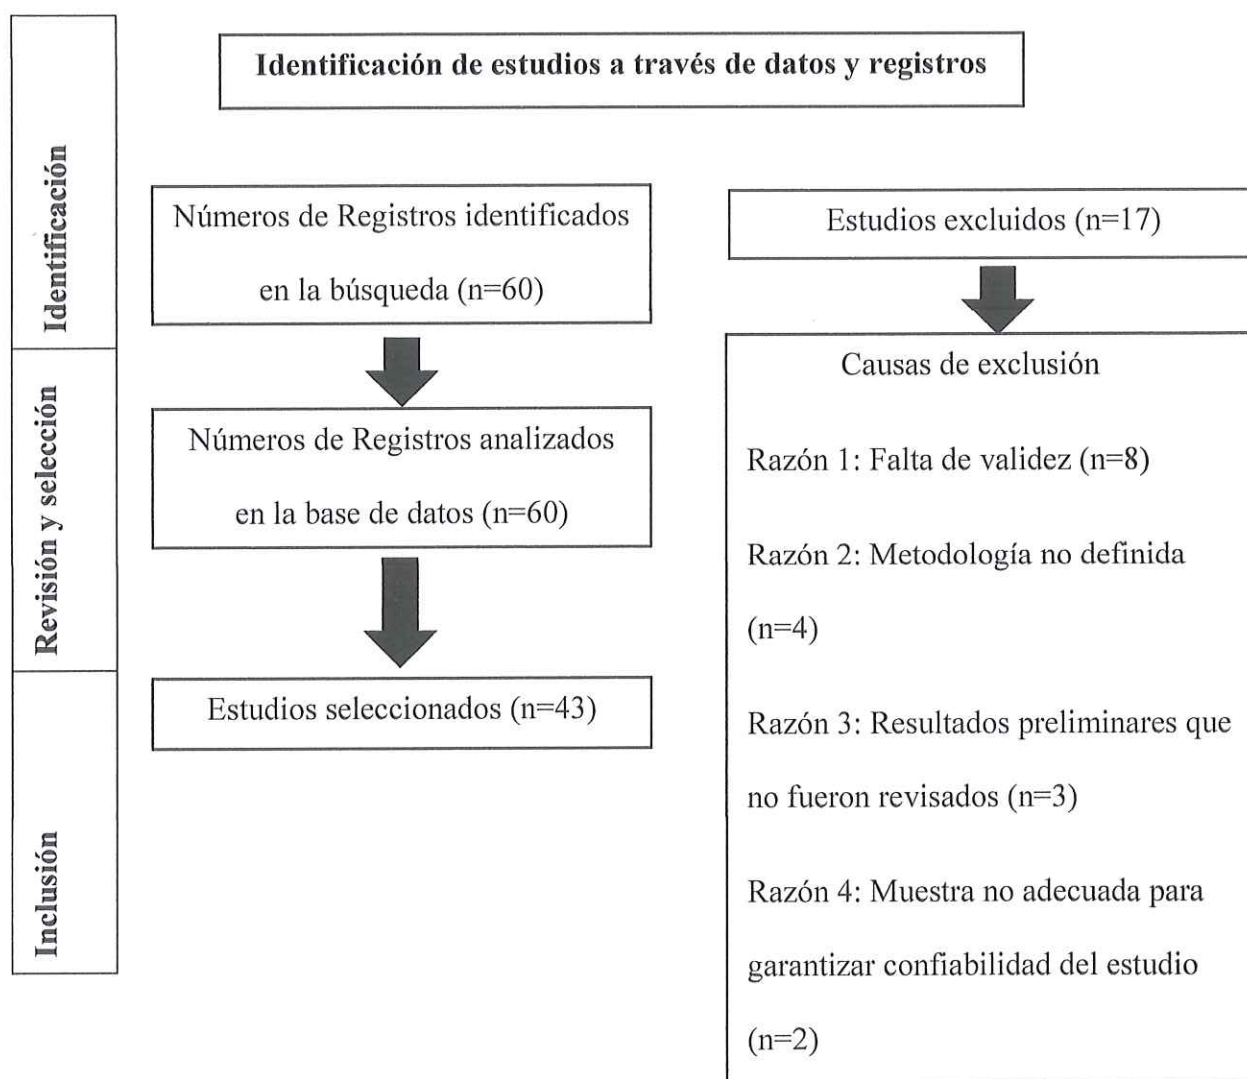 Identificación de estudios a través de datos y registros
Identificación
Números de Registros identificados
en la búsqueda (n=60)
Estudios excluidos (n=17)
Revisión y selección
Números de Registros analizados
en la base de datos (n=60)
Causas de exclusión
Razón 1: Falta de validez (n=8)
Razón 2: Metodología no definida
(n=4)
Razón 3: Resultados preliminares que
no fueron revisados (n=3)
Razón 4: Muestra no adecuada para
garantizar confiabilidad del estudio
(n=2)
Inclusión
Estudios seleccionados (n=43)